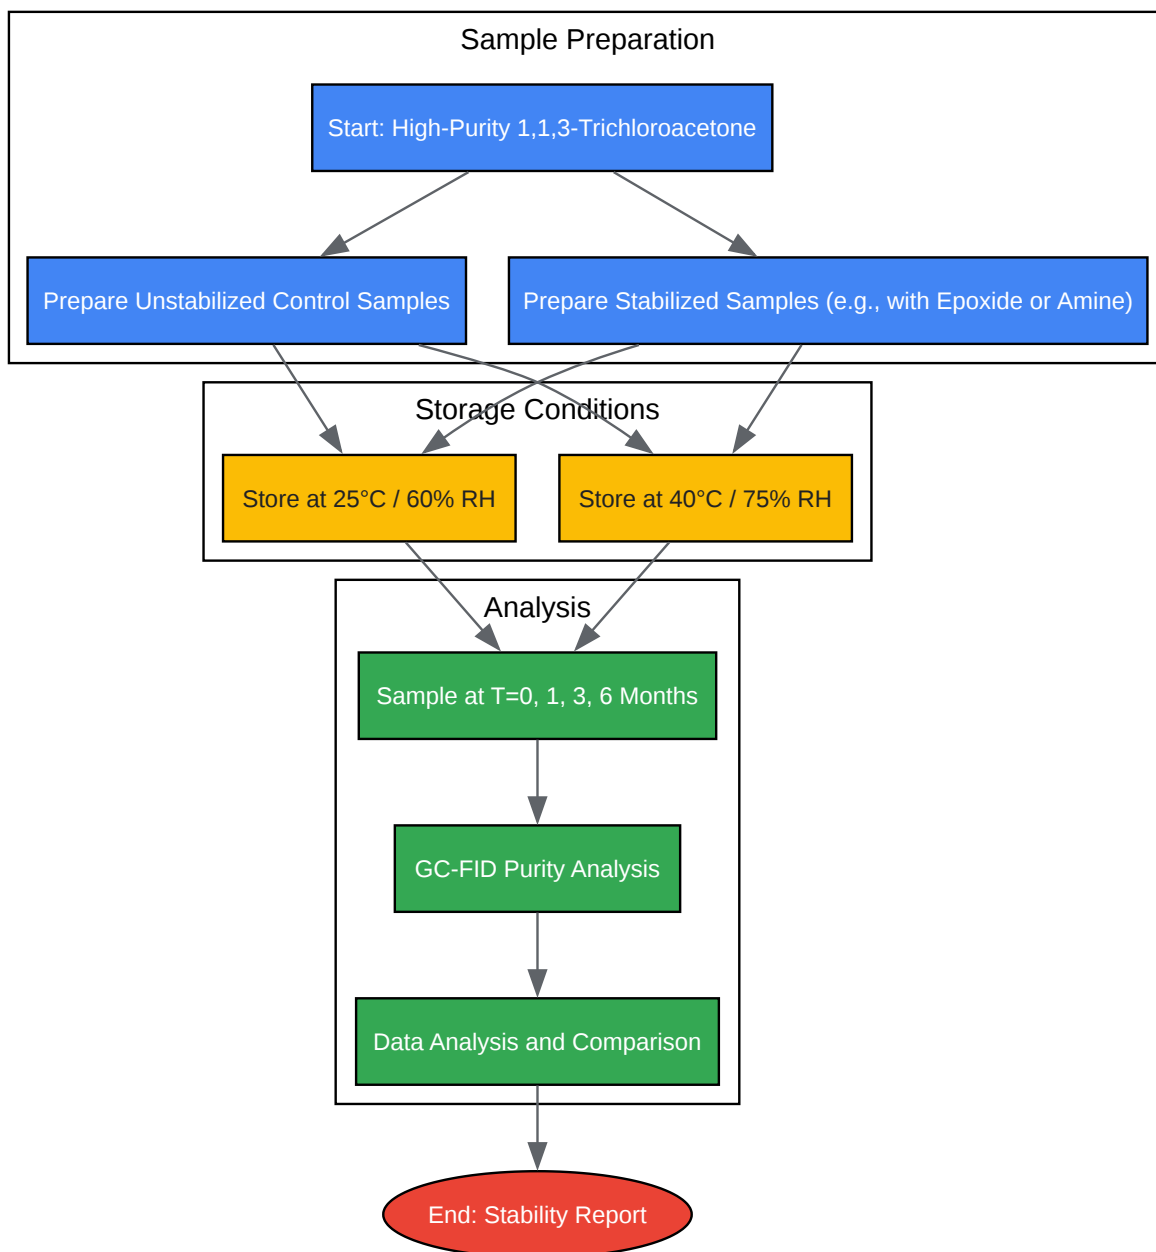 Sample Preparation
Start: High-Purity 1,1,3-Trichloroacetone
Prepare Unstabilized Control Samples
Prepare Stabilized Samples (e.g., with Epoxide or Amine)
Storage Conditions
Store at 25°C / 60% RH
Store at 40°C / 75% RH
Analysis
Sample at T=0, 1, 3, 6 Months
GC-FID Purity Analysis
Data Analysis and Comparison
End: Stability Report